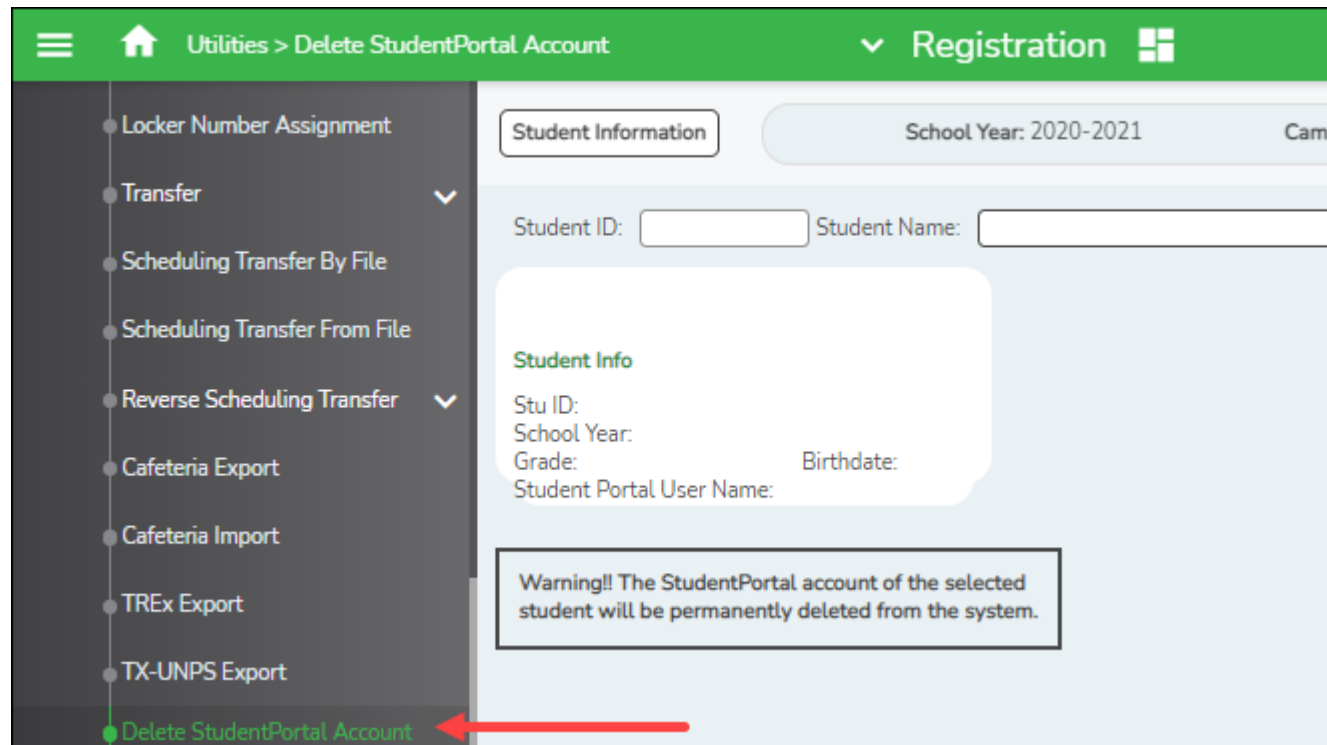 Utilities > Delete StudentPortal Account
Registration
Locker Number Assignment
Transfer
Scheduling Transfer By File
Scheduling Transfer From File
Reverse Scheduling Transfer
Cafeteria Export
Cafeteria Import
TREx Export
TX-UNPS Export
Delete StudentPortal Account
Student Information
School Year: 2020-2021
Cam
Student ID:
Student Name:
Student Info
Stu ID:
School Year:
Grade:
Birthdate:
Student Portal User Name:
Warning!! The StudentPortal account of the selected
student will be permanently deleted from the system.